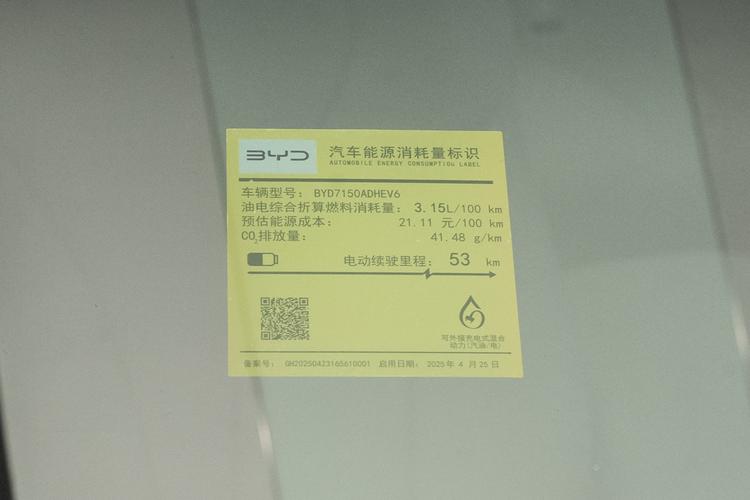 BYD
汽车能源消耗量标识
AUTOMOBILE ENERGY CONSUMPTION LABEL
车辆型号: BYD7150ADHEV6
油电综合折算燃料消耗量: 3.15L/100 km
预估能源成本: 21.11 元/100 km
CO₂排放量: 41.48 g/km
电动续驶里程: 53 km
可外接充电式混合
动力(汽油/电)
备案号: GH20250423165610001 启用日期: 2025年 4 月 25 日